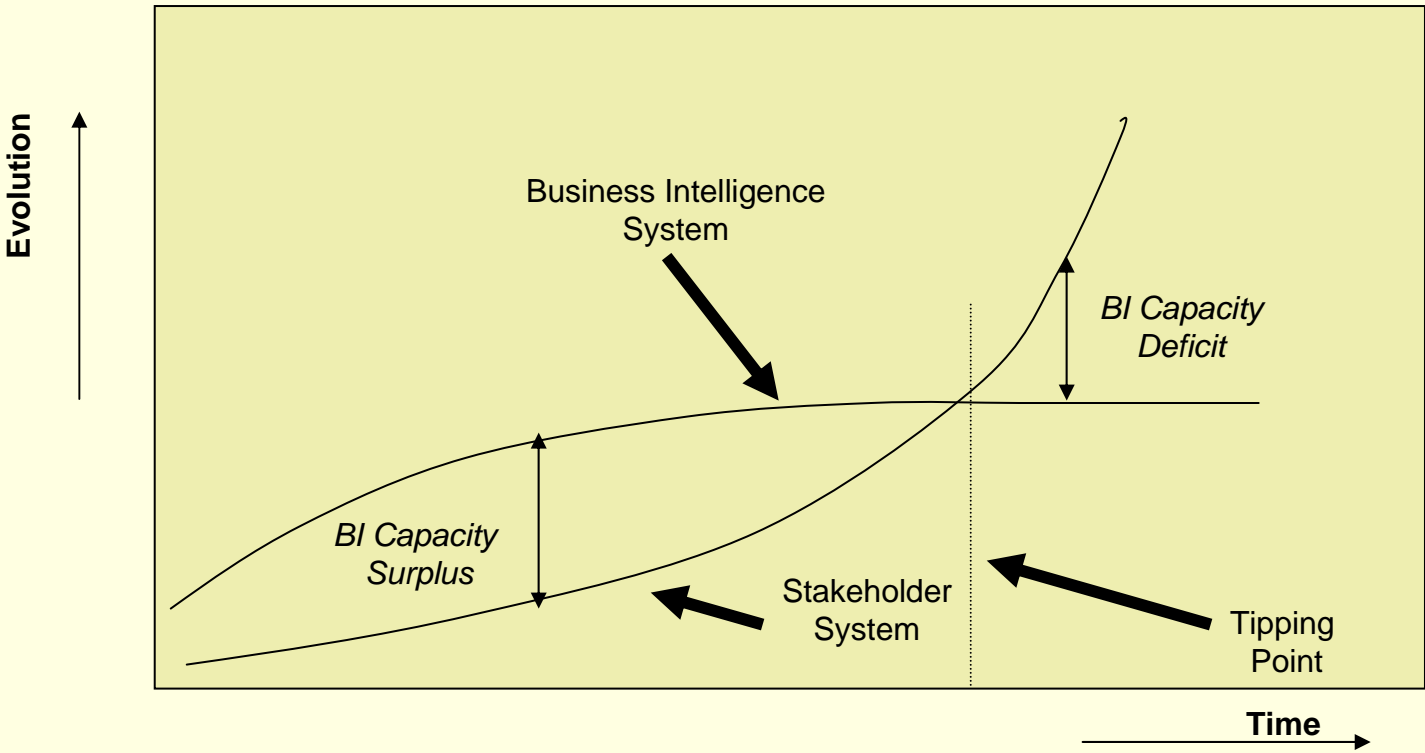 Evolution
Business Intelligence
System
BI Capacity
Deficit
BI Capacity
Surplus
Stakeholder
System
Tipping
Point
Time